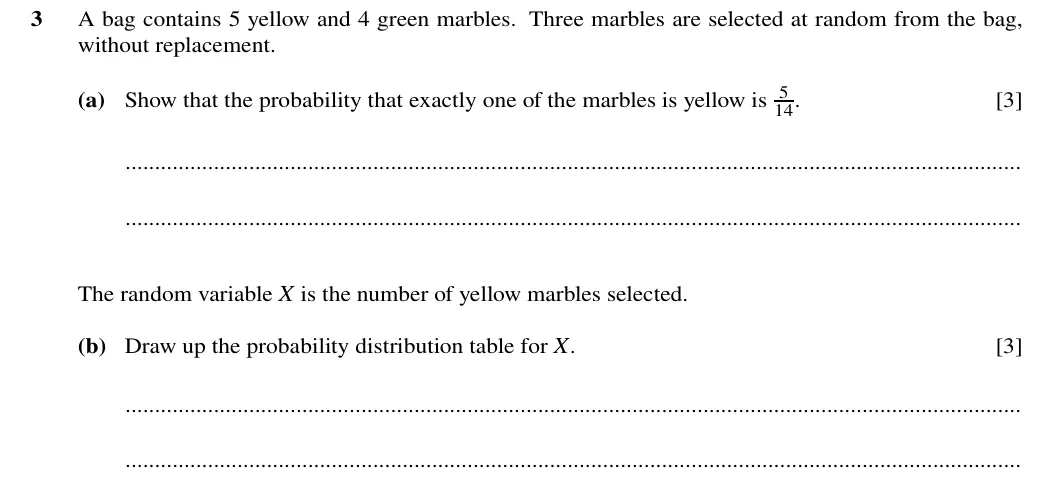 3 A bag contains 5 yellow and 4 green marbles. Three marbles are selected at random from the bag,
without replacement.
(a) Show that the probability that exactly one of the marbles is yellow is 5/14. [3]
The random variable X is the number of yellow marbles selected.
(b) Draw up the probability distribution table for X. [3]